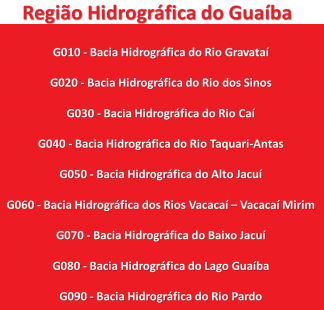 Região Hidrográfica do Guaíba
G010 - Bacia Hidrográfica do Rio Gravataí
G020 - Bacia Hidrográfica do Rio dos Sinos
G030 - Bacia Hidrográfica do Rio Caí
G040 - Bacia Hidrográfica do Rio Taquari-Antas
G050 - Bacia Hidrográfica do Alto Jacuí
G060 - Bacia Hidrográfica dos Rios Vacacaí – Vacacaí Mirim
G070 - Bacia Hidrográfica do Baixo Jacuí
G080 - Bacia Hidrográfica do Lago Guaíba
G090 - Bacia Hidrográfica do Rio Pardo